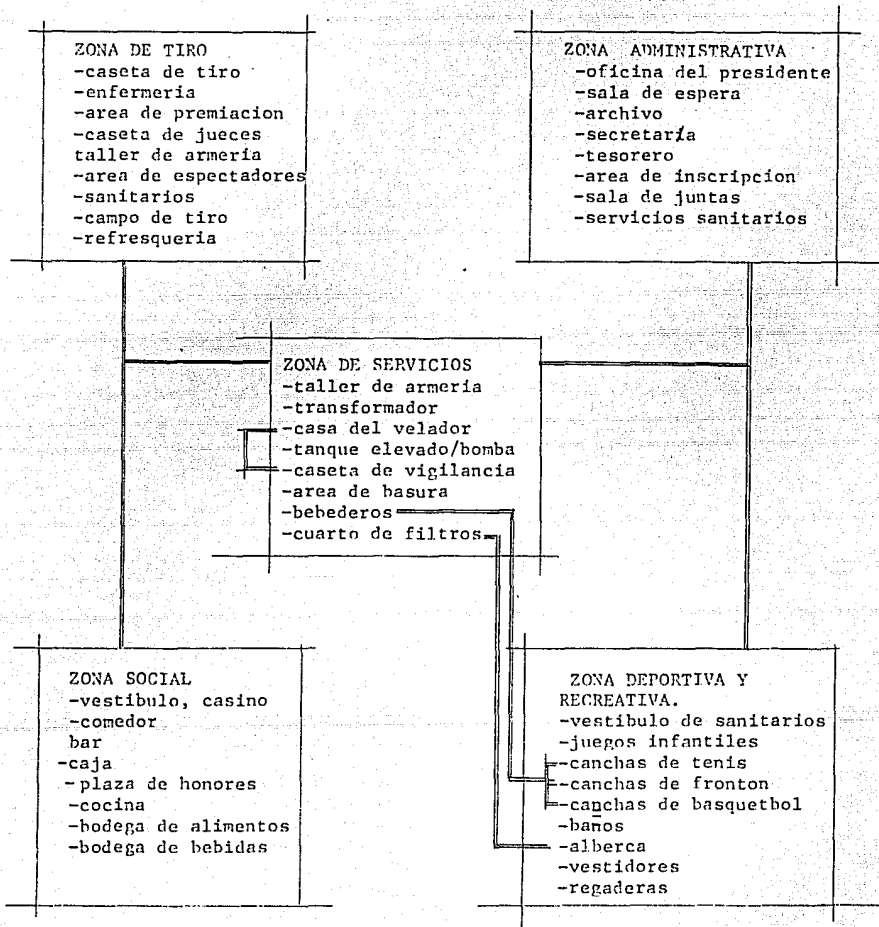 ZONA DE TIRO
-caseta de tiro
-enfermeria
-area de premiacion
-caseta de jueces
taller de armeria
-area de espectadores
-sanitarios
-campo de tiro
-refresqueria
ZONA ADMINISTRATIVA
-oficina del presidente
-sala de espera
-archivo
-secretaría
-tesorero
-area de inscripcion
-sala de juntas
-servicios sanitarios
ZONA DE SERVICIOS
-taller de armeria
-transformador
-casa del velador
-tanque elevado/bomba
-caseta de vigilancia
-area de basura
-bebederos
-cuarto de filtros
ZONA SOCIAL
-vestibulo, casino
-comedor
bar
-caja
-plaza de honores
-cocina
-bodega de alimentos
-bodega de bebidas
ZONA DEPORTIVA Y
RECREATIVA.
-vestibulo de sanitarios
-juegos infantiles
-canchas de tenis
-canchas de fronton
-canchas de basquetbol
-baños
-alberca
-vestidores
-regaderas